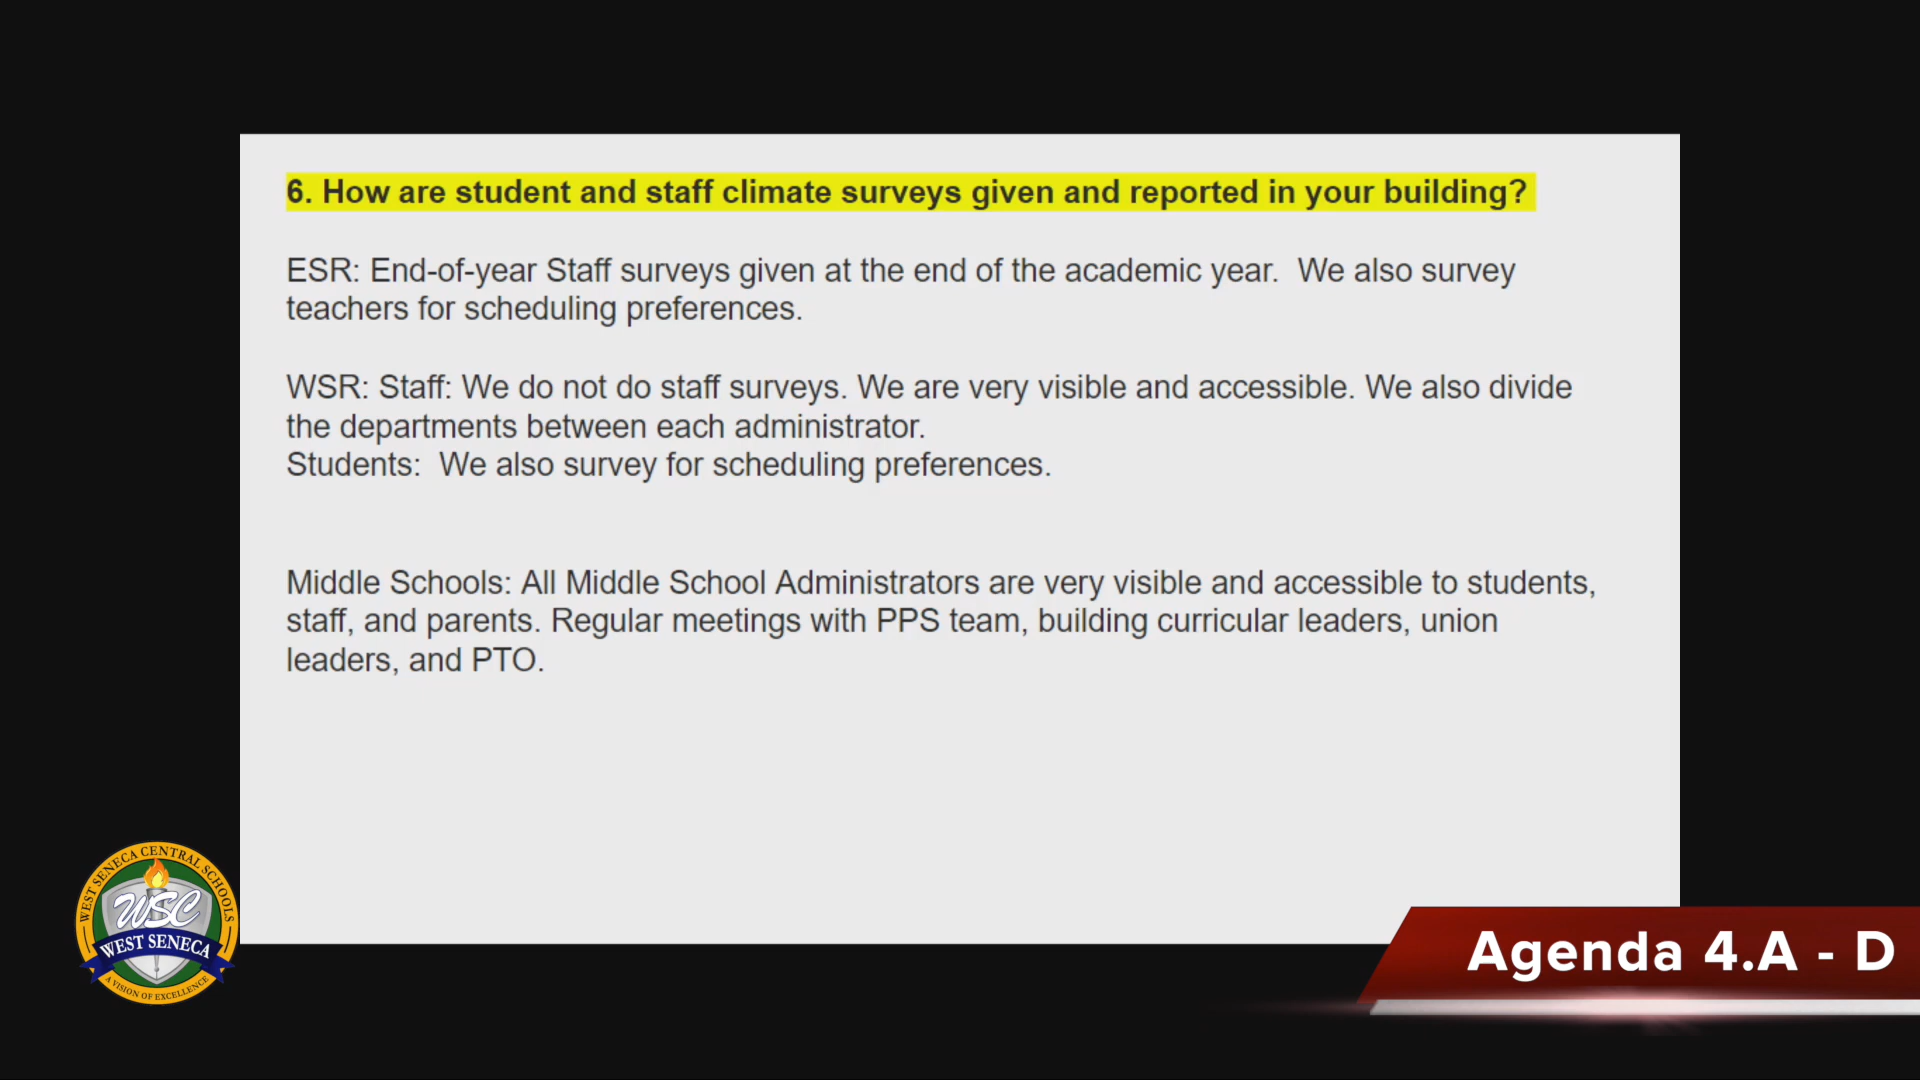 6. How are student and staff climate surveys given and reported in your building?
ESR: End-of-year Staff surveys given at the end of the academic year.  We also survey
teachers for scheduling preferences.
WSR: Staff: We do not do staff surveys. We are very visible and accessible. We also divide
the departments between each administrator.
Students:  We also survey for scheduling preferences.
Middle Schools: All Middle School Administrators are very visible and accessible to students,
staff, and parents. Regular meetings with PPS team, building curricular leaders, union
leaders, and PTO.
WEST SENECA CENTRAL SCHOOLS
WSC
WEST SENECA
A VISION OF EXCELLENCE
Agenda 4.A - D